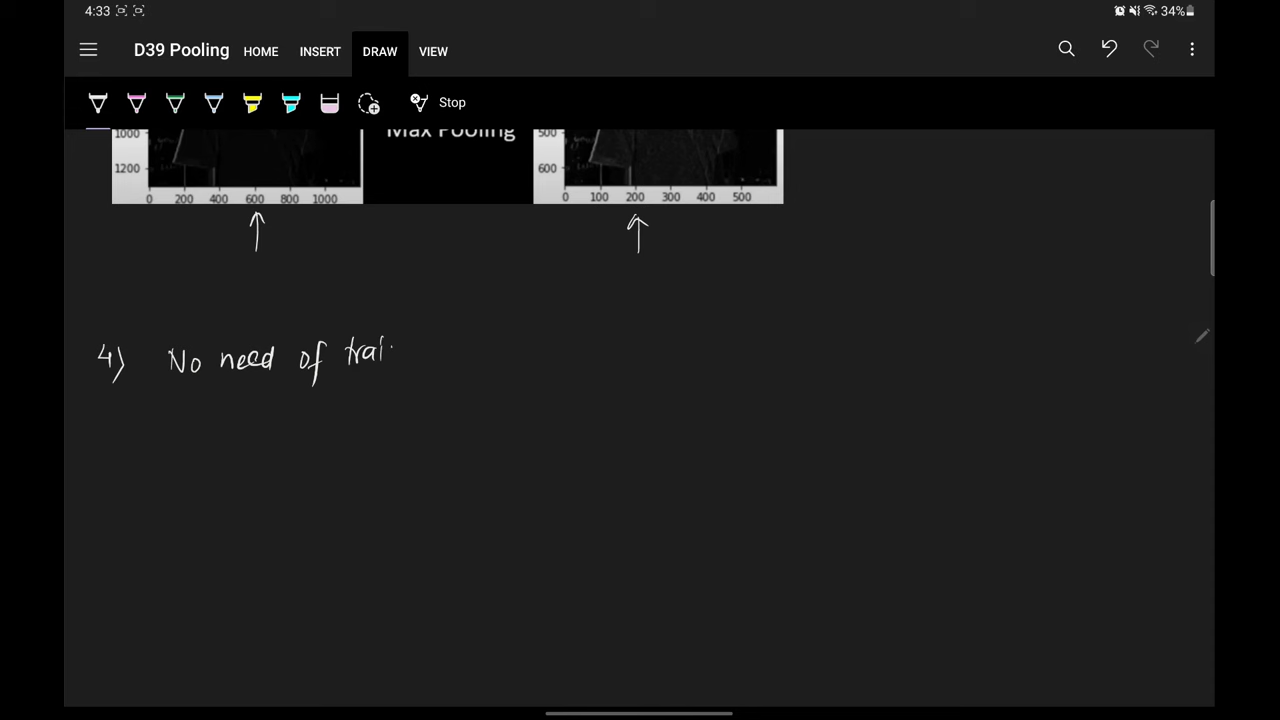 4:33 34%
D39 Pooling HOME INSERT DRAW VIEW
Stop
1000 Max Pooling 500
1200 600
0 200 400 600 800 1000 0 100 200 300 400 500
4) No need of trai